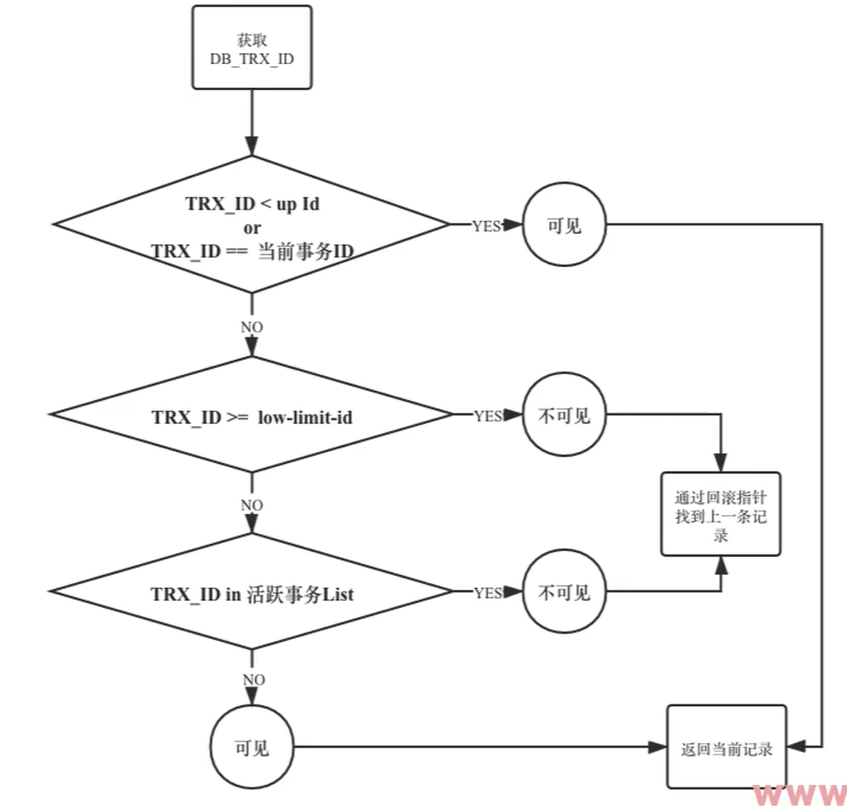 获取
DB_TRX_ID
TRX_ID < up Id
or
TRX_ID == 当前事务ID
YES
可见
NO
TRX_ID >= low-limit-id
YES
不可见
通过回滚指针
找到上一条记
录
NO
TRX_ID in 活跃事务List
YES
不可见
NO
可见
返回当前记录
www